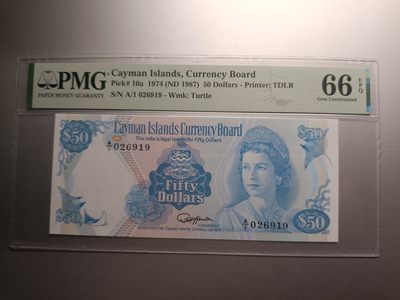 PMG
PAPER MONEY GUARANTY
Cayman Islands, Currency Board
Pick# 10a 1974 (ND 1987) 50 Dollars - Printer: TDLR
S/N A/1 026919 - Wmk: Turtle
66 EPQ
Gem Uncirculated
$50
Cayman Islands Currency Board
This note is legal tender for Fifty Dollars
A/1 026919
Fifty
Dollars
$50
A/1 026919
$50